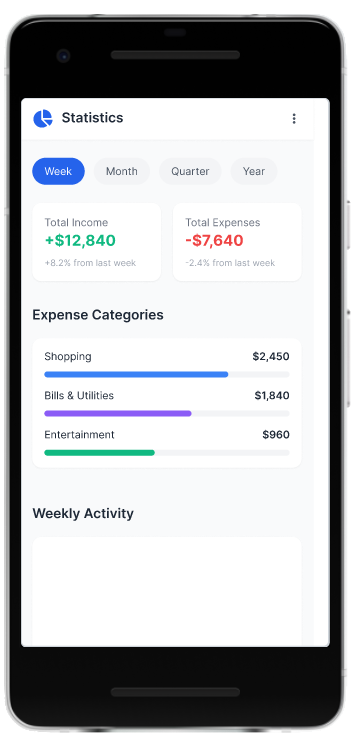 Statistics
Week Month Quarter Year
Total Income Total Expenses
+$12,840 -$7,640
+8.2% from last week -2.4% from last week
Expense Categories
Shopping $2,450
Bills & Utilities $1,840
Entertainment $960
Weekly Activity